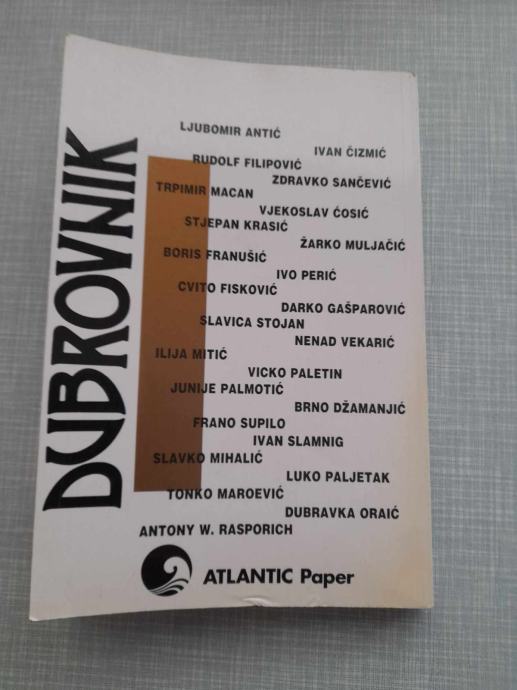 DUBROVNIK
LJUBOMIR ANTIĆ
IVAN ČIZMIĆ
RUDOLF FILIPOVIĆ
ZDRAVKO SANČEVIĆ
TRPIMIR MACAN
VJEKOSLAV ĆOSIĆ
STJEPAN KRASIĆ
ŽARKO MULJAČIĆ
BORIS FRANUŠIĆ
IVO PERIĆ
CVITO FISKOVIĆ
DARKO GAŠPAROVIĆ
SLAVICA STOJAN
NENAD VEKARIĆ
ILIJA MITIĆ
VICKO PALETIN
JUNIJE PALMOTIĆ
BRNO DŽAMANJIĆ
FRANO SUPILO
IVAN SLAMNIG
SLAVKO MIHALIĆ
LUKO PALJETAK
TONKO MAROEVIĆ
DUBRAVKA ORAIĆ
ANTONY W. RASPORICH
ATLANTIC Paper